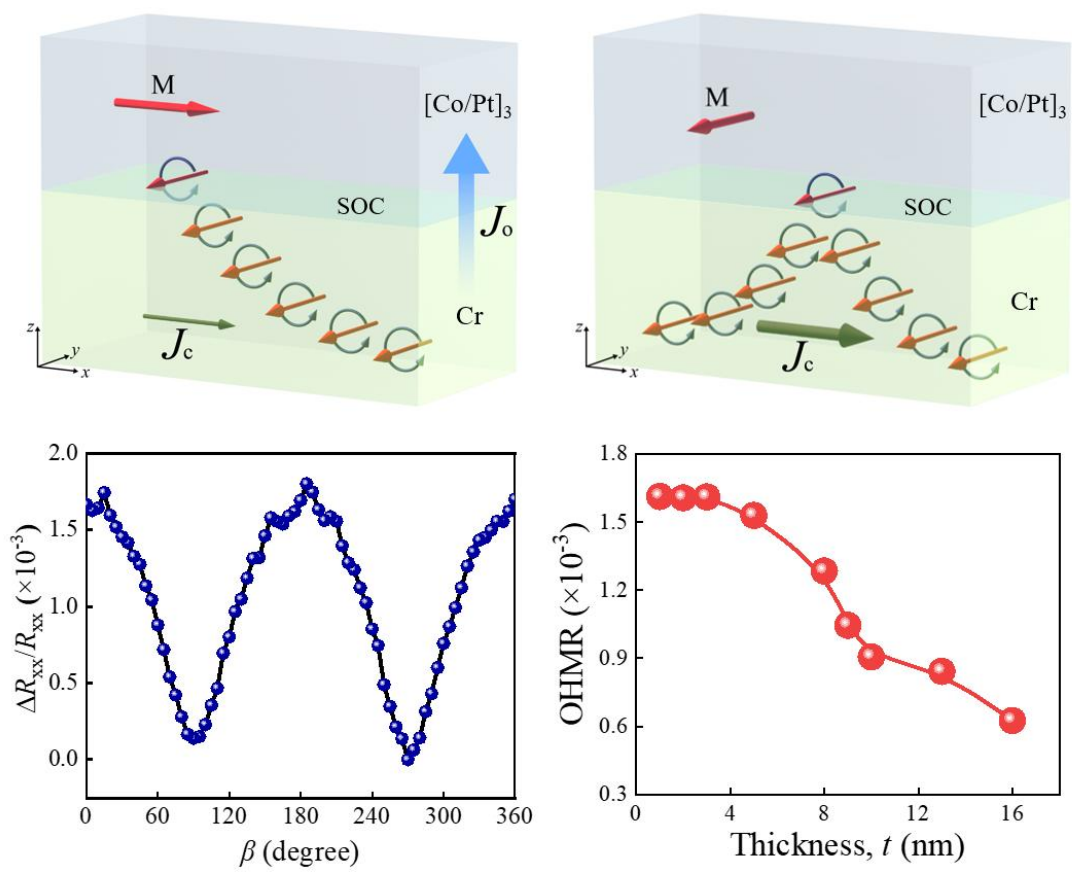 M
[Co/Pt]₃
SOC
Jₒ
Cr
J꜀
z
y
x
M
[Co/Pt]₃
SOC
Cr
J꜀
z
y
x
2.0
1.5
1.0
0.5
0.0
ΔRₓₓ/Rₓₓ (×10⁻³)
0 60 120 180 240 300 360
β (degree)
1.8
1.5
1.2
0.9
0.6
0.3
OHMR (×10⁻³)
0 4 8 12 16
Thickness, t (nm)